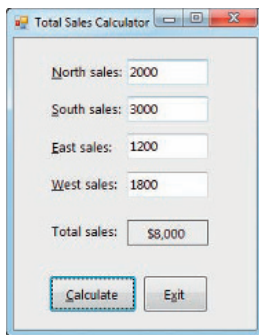 Total Sales Calculator
North sales: 2000
South sales: 3000
East sales: 1200
West sales: 1800
Total sales: $8,000
Calculate Exit